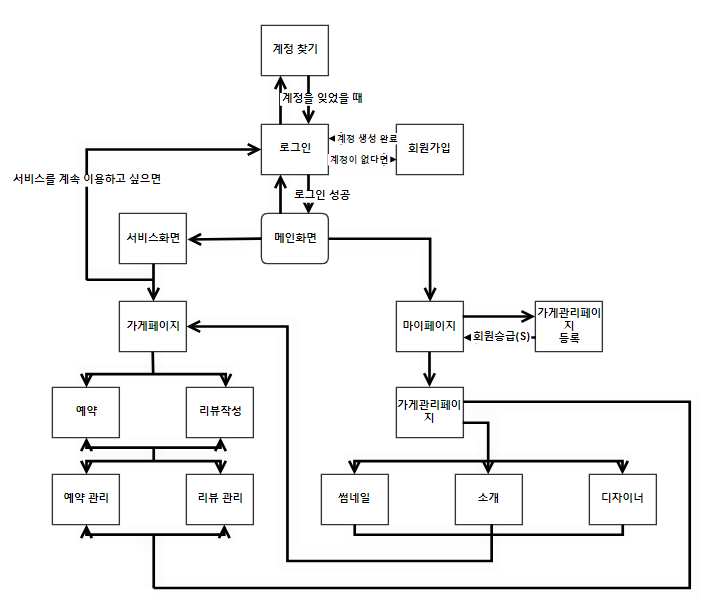 계정 찾기
계정을 잊었을 때
로그인
계정 생성 완료
계정이 없다면
회원가입
서비스를 계속 이용하고 싶으면
로그인 성공
서비스화면
메인화면
가게페이지
마이페이지
회원승급(S)
가게관리페이
지
등록
예약
리뷰작성
가게관리페이
지
예약 관리
리뷰 관리
썸네일
소개
디자이너